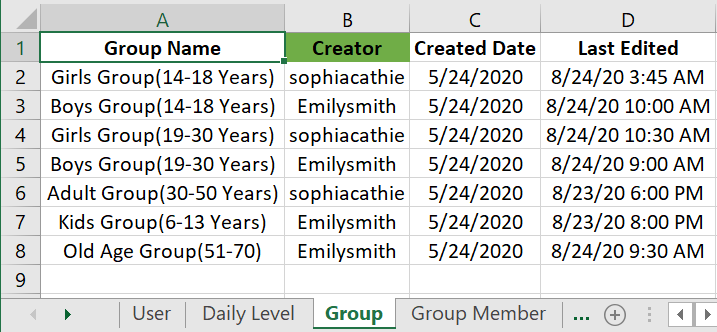 A B C D
1 Group Name Creator Created Date Last Edited
2 Girls Group(14-18 Years) sophiacathie 5/24/2020 8/24/20 3:45 AM
3 Boys Group(14-18 Years) Emilysmith 5/24/2020 8/24/20 10:00 AM
4 Girls Group(19-30 Years) sophiacathie 5/24/2020 8/24/20 10:30 AM
5 Boys Group(19-30 Years) Emilysmith 5/24/2020 8/24/20 9:00 AM
6 Adult Group(30-50 Years) sophiacathie 5/24/2020 8/23/20 6:00 PM
7 Kids Group(6-13 Years) Emilysmith 5/24/2020 8/23/20 8:00 PM
8 Old Age Group(51-70) Emilysmith 5/24/2020 8/24/20 9:30 AM
9
User Daily Level Group Group Member ...